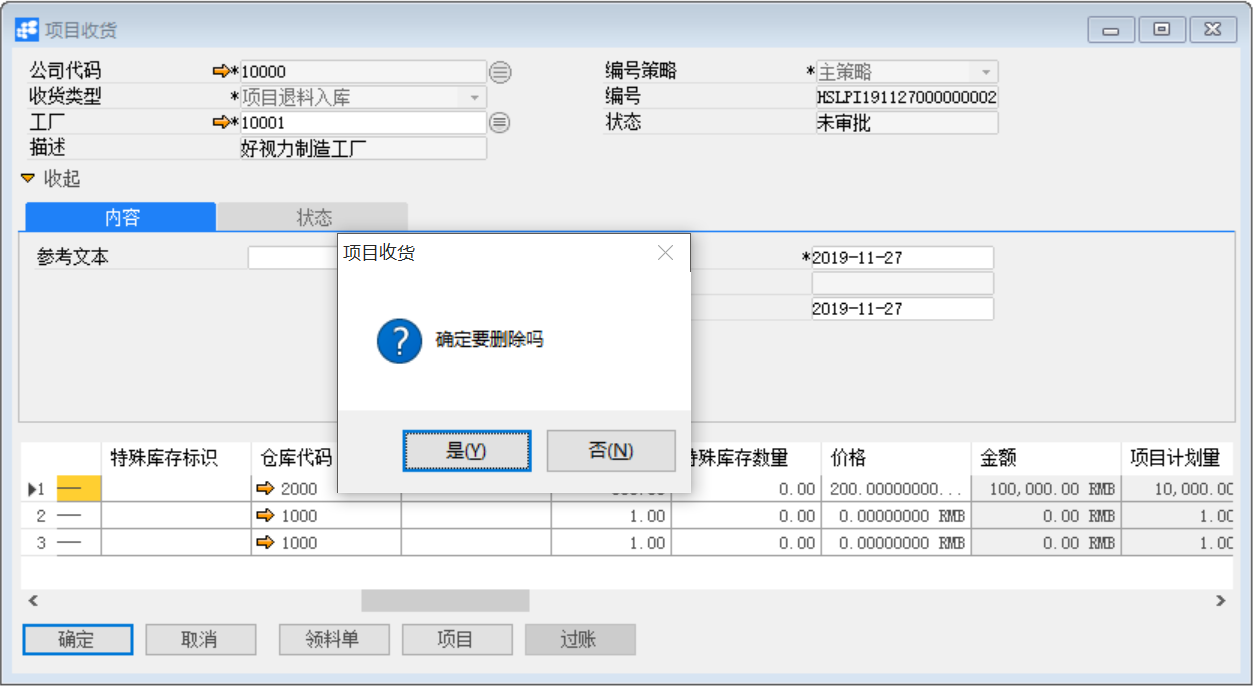 项目收货
公司代码 *10000 编号策略 *主策略
收货类型 *项目退料入库 编号 HSLPI191127000000002
工厂 *10001 状态 未审批
描述 好视力制造工厂
收起
内容 状态
参考文本 *2019-11-27
2019-11-27
项目收货
确定要删除吗
是(Y) 否(N)
特殊库存标识 仓库代码 特殊库存数量 价格 金额 项目计划量
1 2000 0.00 200.00000000... 100,000.00 RMB 10,000.00
2 1000 1.00 0.00 0.00000000 RMB 0.00 RMB 1.00
3 1000 1.00 0.00 0.00000000 RMB 0.00 RMB 1.00
确定 取消 领料单 项目 过账